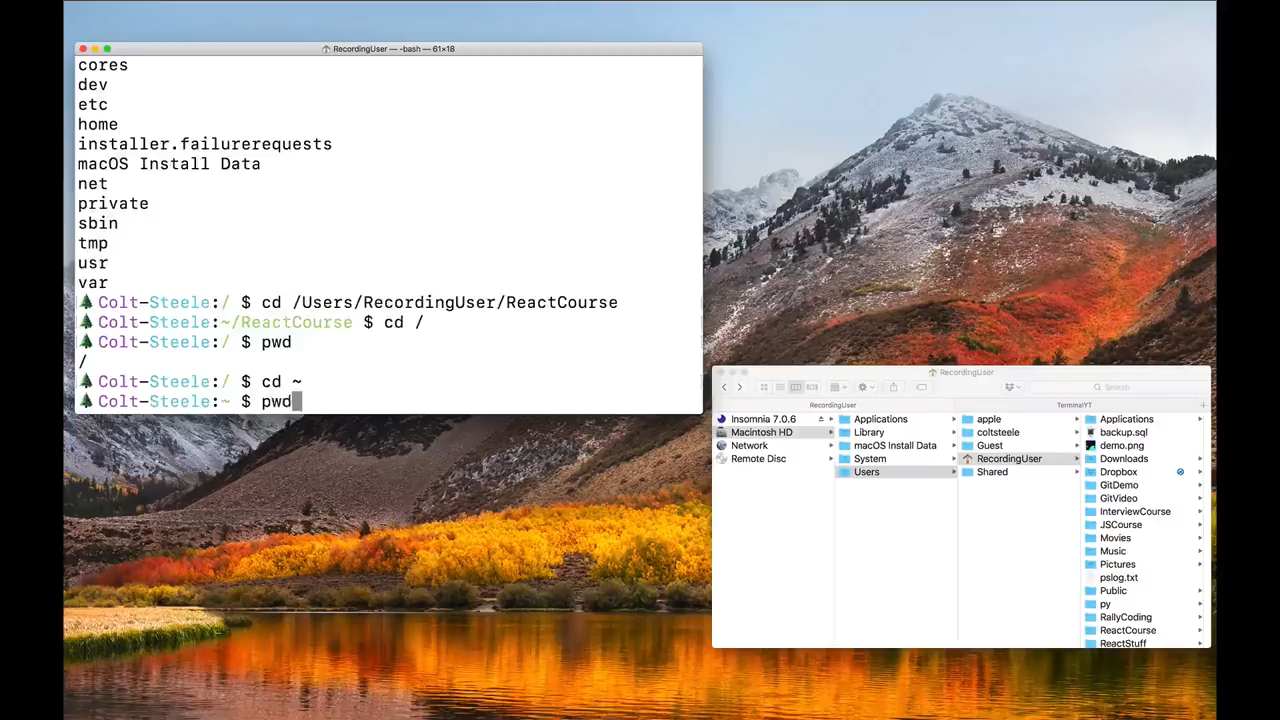 RecordingUser — -bash — 61×18
cores
dev
etc
home
installer.failurerequests
macOS Install Data
net
private
sbin
tmp
usr
var
Colt-Steele:/ $ cd /Users/RecordingUser/ReactCourse
Colt-Steele:~/ReactCourse $ cd /
Colt-Steele:/ $ pwd
/
Colt-Steele:/ $ cd ~
Colt-Steele:~ $ pwd
RecordingUser
Search
RecordingUser
TerminalYT
Insomnia 7.0.6
Macintosh HD
Network
Remote Disc
Applications
Library
macOS Install Data
System
Users
apple
coltsteele
Guest
RecordingUser
Shared
Applications
backup.sql
demo.png
Downloads
Dropbox
GitDemo
GitVideo
InterviewCourse
JSCourse
Movies
Music
Pictures
pslog.txt
Public
py
RallyCoding
ReactCourse
ReactStuff